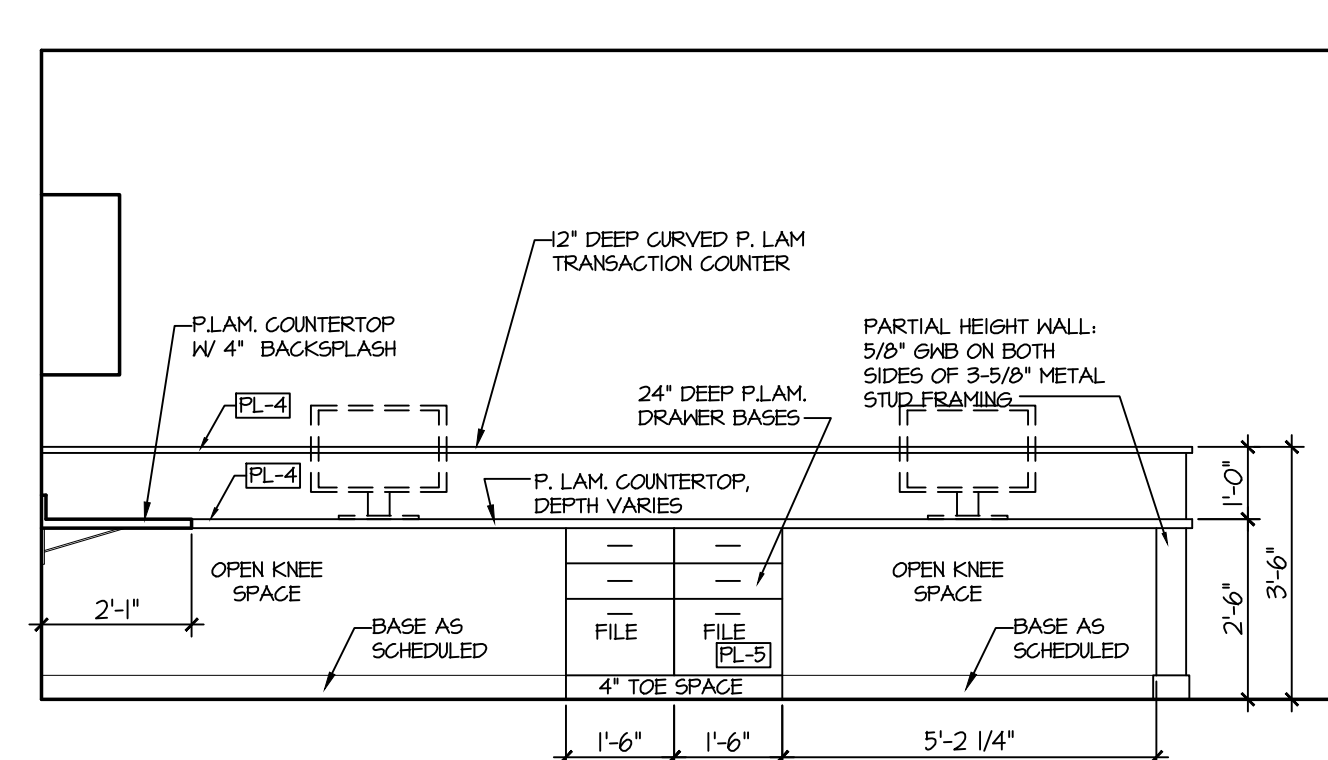 12" DEEP CURVED P. LAM
TRANSACTION COUNTER
P.LAM. COUNTERTOP
W/ 4" BACKSPLASH
PARTIAL HEIGHT WALL:
5/8" GWB ON BOTH
SIDES OF 3-5/8" METAL
STUD FRAMING
24" DEEP P.LAM.
DRAWER BASES
PL-4
PL-4
P. LAM. COUNTERTOP,
DEPTH VARIES
1'-0"
3'-6"
2'-6"
OPEN KNEE
SPACE
OPEN KNEE
SPACE
2'-1"
BASE AS
SCHEDULED
FILE
FILE
PL-5
BASE AS
SCHEDULED
4" TOE SPACE
1'-6"
1'-6"
5'-2 1/4"